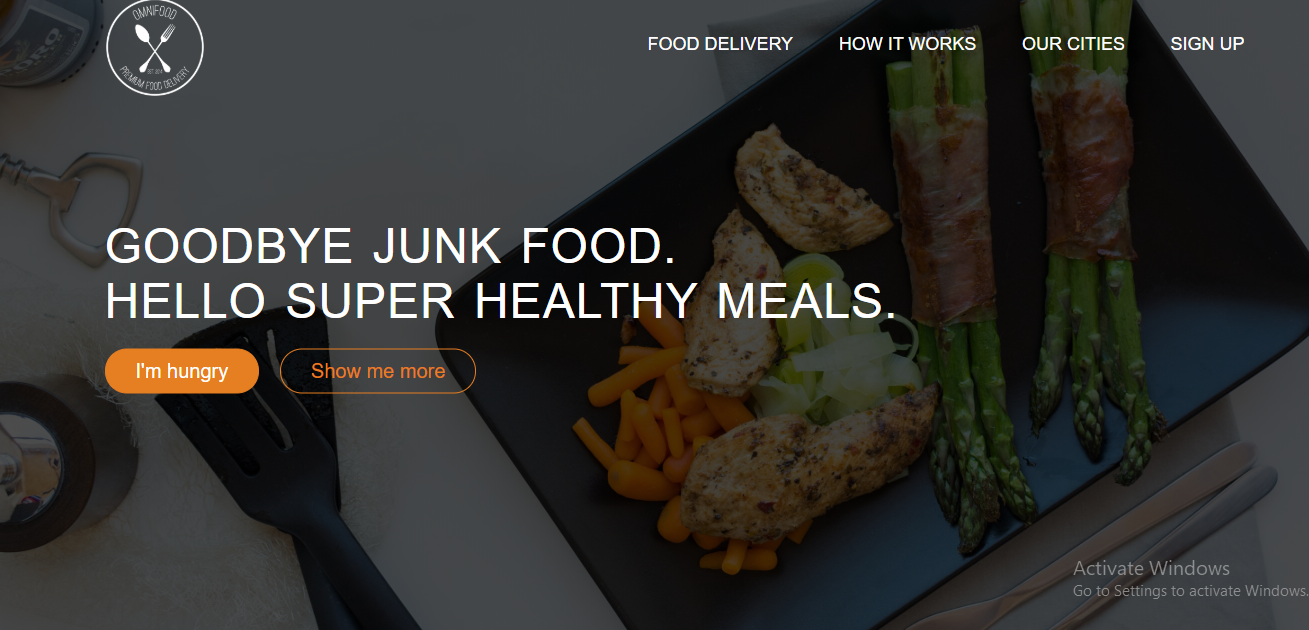 OMNIFOOD
EST 2014
PREMIUM FOOD DELIVERY
FOOD DELIVERY HOW IT WORKS OUR CITIES SIGN UP
GOODBYE JUNK FOOD.
HELLO SUPER HEALTHY MEALS.
I'm hungry Show me more
Activate Windows
Go to Settings to activate Windows.